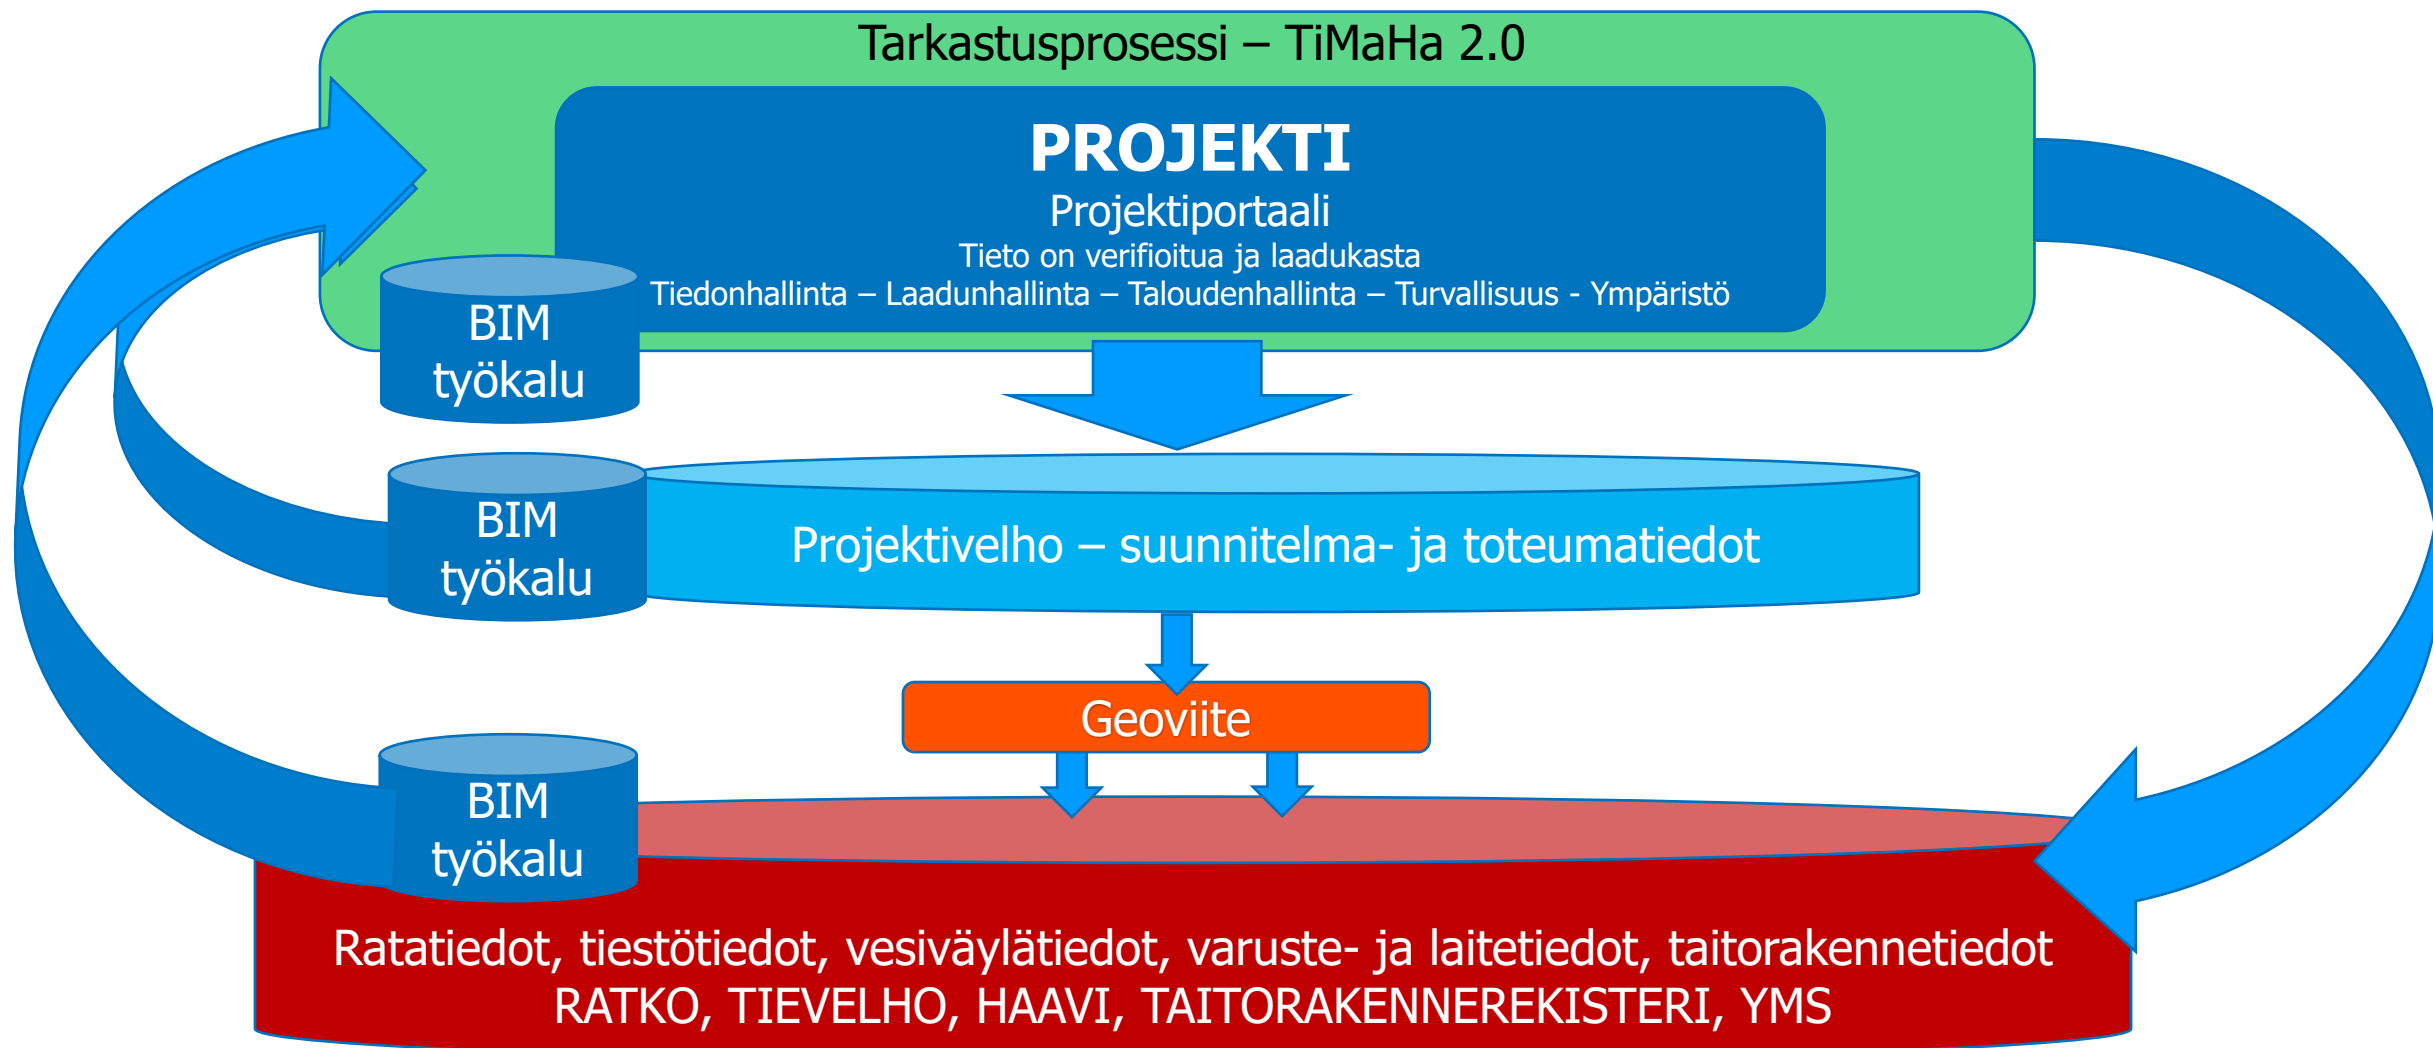 Tarkastusprosessi – TiMaHa 2.0
PROJEKTI
Projektiportaali
Tieto on verifioitua ja laadukasta
Tiedonhallinta – Laadunhallinta – Taloudenhallinta – Turvallisuus - Ympäristö
BIM
työkalu
BIM
työkalu
Projektivelho – suunnitelma- ja toteumatiedot
Geoviite
BIM
työkalu
Ratatiedot, tiestötiedot, vesiväylätiedot, varuste- ja laitetiedot, taitorakennetiedot
RATKO, TIEVELHO, HAAVI, TAITORAKENNEREKISTERI, YMS